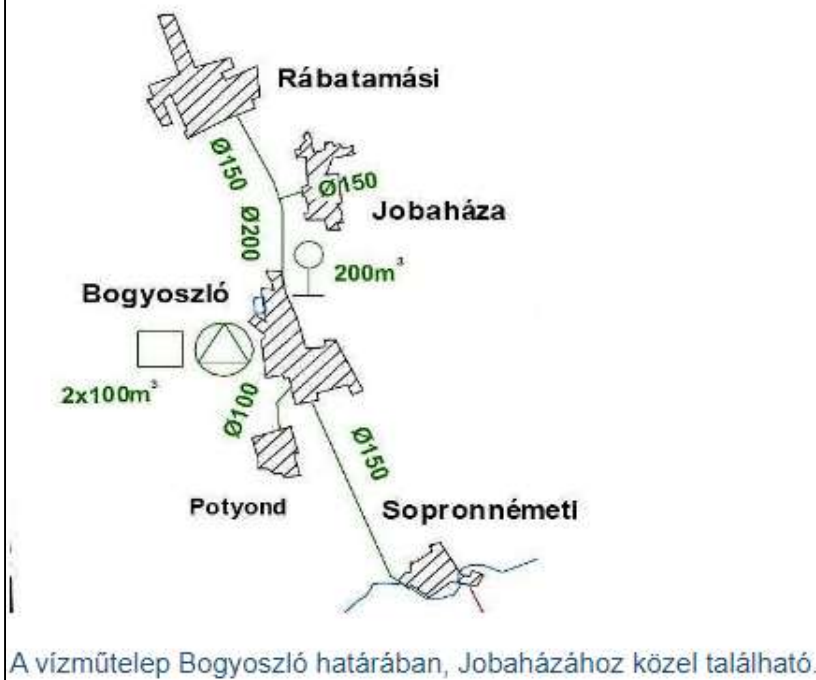 Rábatamási
Ø150
Ø150
Jobaháza
Ø200
200m³
Bogyoszló
2x100m³
Ø100
Ø150
Potyond
Sopronnémeti
A vízműtelep Bogyoszló határában, Jobaházához közel található.